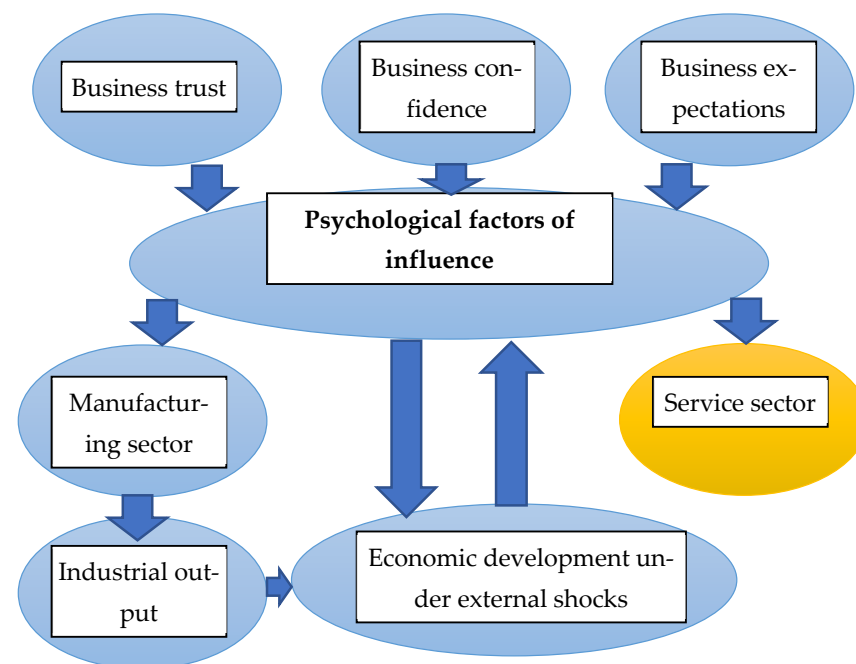 Business trust
Business con-
fidence
Business ex-
pectations
Psychological factors of
influence
Manufactur-
ing sector
Service sector
Industrial out-
put
Economic development un-
der external shocks